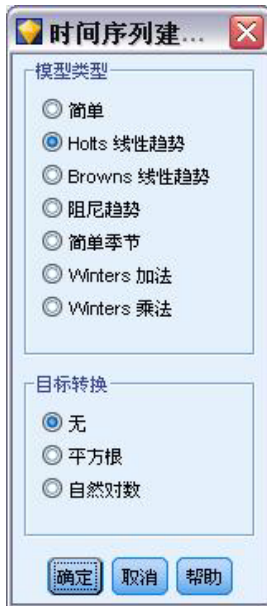 时间序列建...
模型类型
简单
Holts 线性趋势
Browns 线性趋势
阻尼趋势
简单季节
Winters 加法
Winters 乘法
目标转换
无
平方根
自然对数
确定 取消 帮助